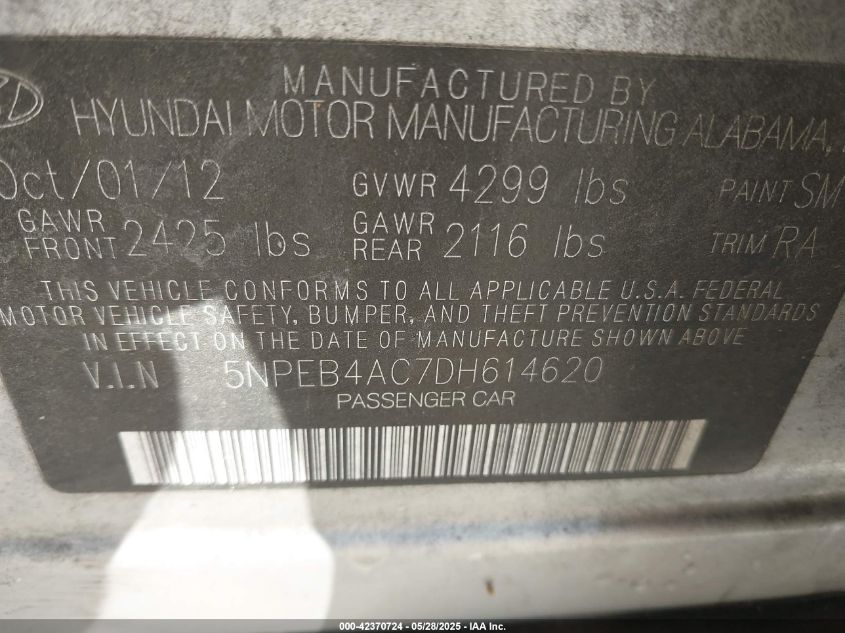 MANUFACTURED BY
HYUNDAI MOTOR MANUFACTURING ALABAMA,
Oct/01/12 GVWR 4299 lbs PAINT SM
GAWR FRONT 2425 lbs GAWR REAR 2116 lbs TRIM RA
THIS VEHICLE CONFORMS TO ALL APPLICABLE U.S.A. FEDERAL
MOTOR VEHICLE SAFETY, BUMPER, AND THEFT PREVENTION STANDARDS
IN EFFECT ON THE DATE OF MANUFACTURE SHOWN ABOVE
V.I.N 5NPEB4AC7DH614620
PASSENGER CAR
000-42370724 - 05/28/2025 - IAA Inc.